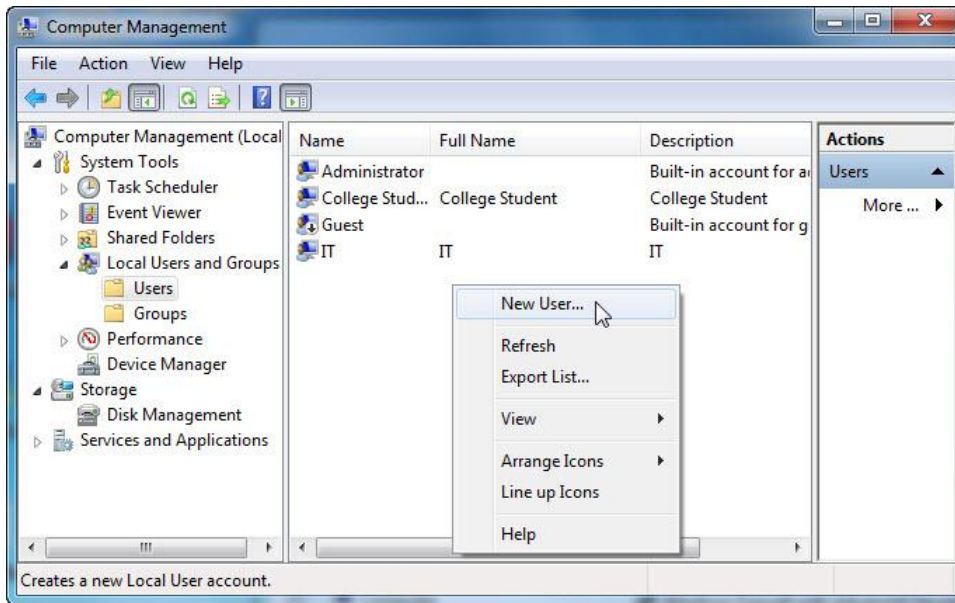 Computer Management
File Action View Help
Computer Management (Local
System Tools
Task Scheduler
Event Viewer
Shared Folders
Local Users and Groups
Users
Groups
Performance
Device Manager
Storage
Disk Management
Services and Applications
Name Full Name Description
Administrator Built-in account for a
College Stud... College Student College Student
Guest Built-in account for g
IT IT IT
New User...
Refresh
Export List...
View
Arrange Icons
Line up Icons
Help
Actions
Users
More ...
Creates a new Local User account.